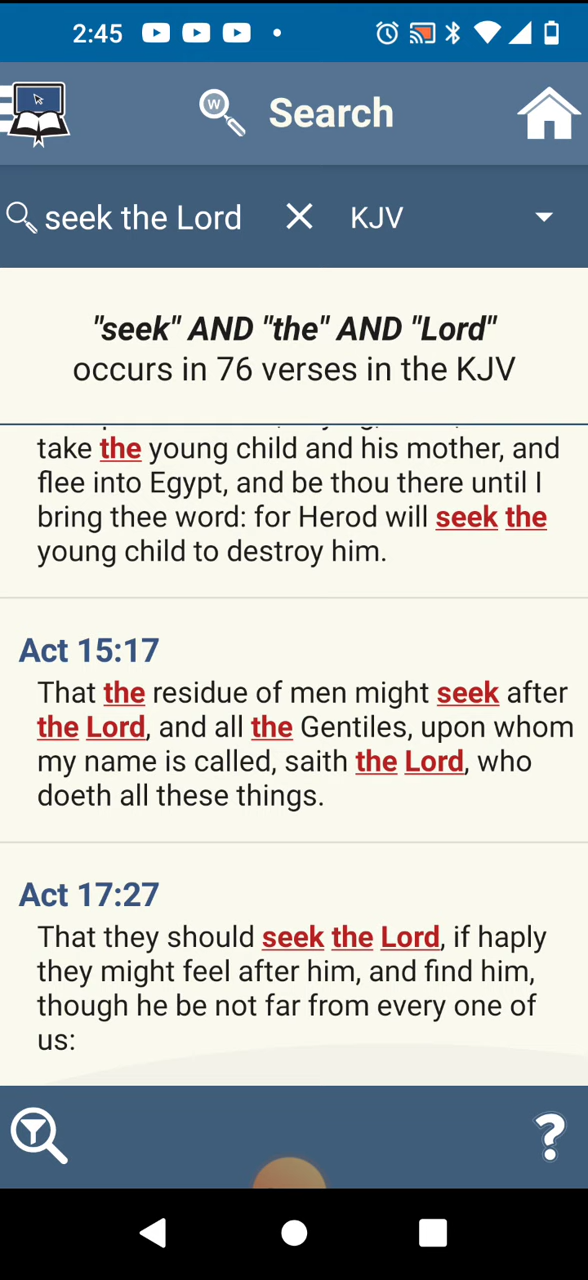 2:45
W
Search
seek the Lord
KJV
"seek" AND "the" AND "Lord"
occurs in 76 verses in the KJV
take the young child and his mother, and
flee into Egypt, and be thou there until I
bring thee word: for Herod will seek the
young child to destroy him.
Act 15:17
That the residue of men might seek after
the Lord, and all the Gentiles, upon whom
my name is called, saith the Lord, who
doeth all these things.
Act 17:27
That they should seek the Lord, if haply
they might feel after him, and find him,
though he be not far from every one of
us:
?